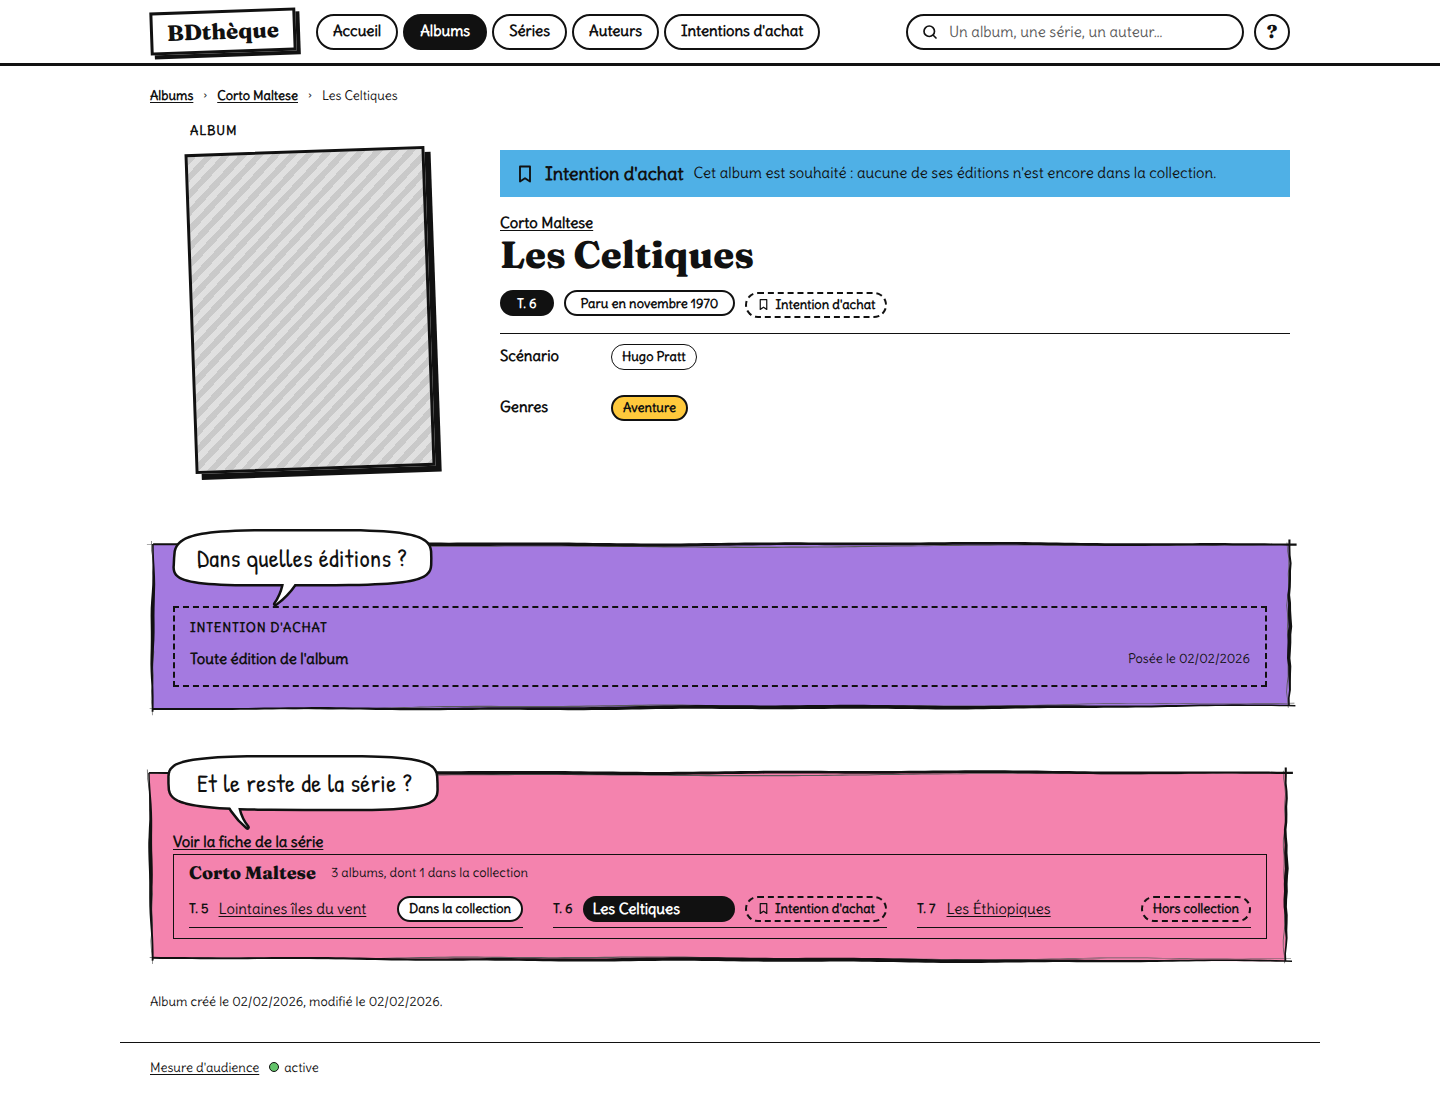 BDthèque
Accueil
Albums
Séries
Auteurs
Intentions d'achat
Un album, une série, un auteur...
?
Albums › Corto Maltese › Les Celtiques
ALBUM
Intention d'achat Cet album est souhaité : aucune de ses éditions n'est encore dans la collection.
Corto Maltese
Les Celtiques
T. 6
Paru en novembre 1970
Intention d'achat
Scénario Hugo Pratt
Genres Aventure
Dans quelles éditions ?
INTENTION D'ACHAT
Toute édition de l'album Posée le 02/02/2026
Et le reste de la série ?
Voir la fiche de la série
Corto Maltese 3 albums, dont 1 dans la collection
T. 5 Lointaines îles du vent Dans la collection
T. 6 Les Celtiques Intention d'achat
T. 7 Les Éthiopiques Hors collection
Album créé le 02/02/2026, modifié le 02/02/2026.
Mesure d'audience active